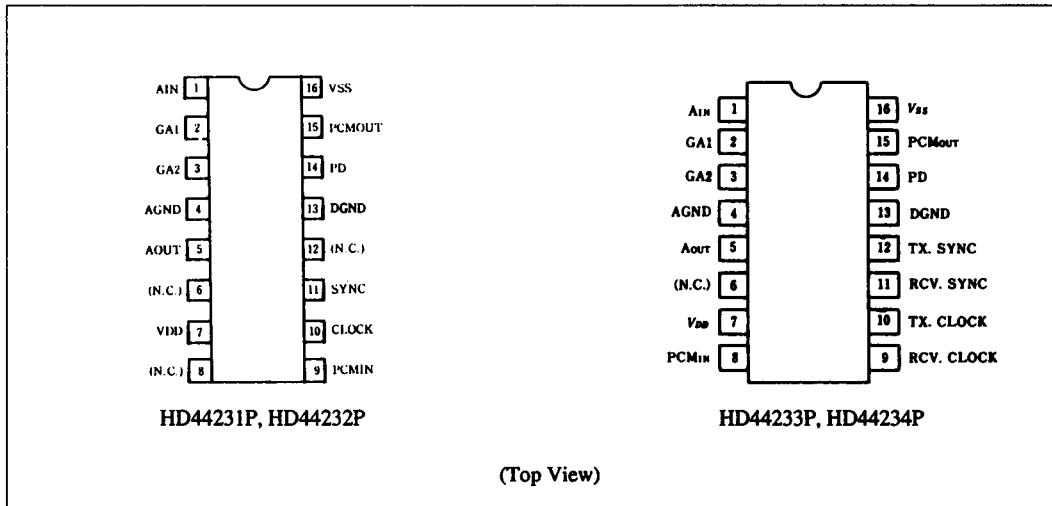 AIN 1 16 VSS
GA1 2 15 PCMOUT
GA2 3 14 PD
AGND 4 13 DGND
AOUT 5 12 (N.C.)
(N.C.) 6 11 SYNC
VDD 7 10 CLOCK
(N.C.) 8 9 PCMIN
HD44231P, HD44232P
AIN 1 16 VSS
GA1 2 15 PCMOUT
GA2 3 14 PD
AGND 4 13 DGND
AOUT 5 12 TX. SYNC
(N.C.) 6 11 RCV. SYNC
VDD 7 10 TX. CLOCK
PCMIN 8 9 RCV. CLOCK
HD44233P, HD44234P
(Top View)